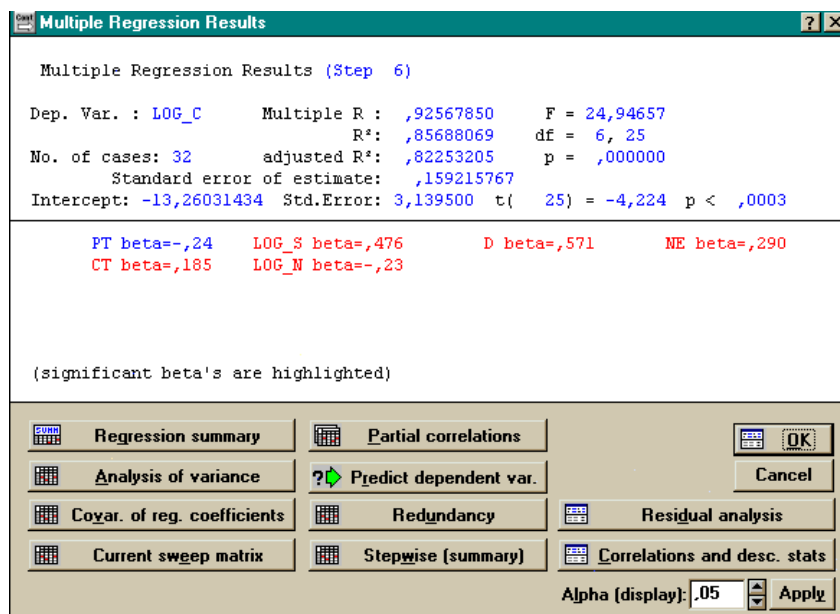 Multiple Regression Results
Multiple Regression Results (Step 6)
Dep. Var. : LOG_C Multiple R : ,92567850 F = 24,94657
R²: ,85688069 df = 6, 25
No. of cases: 32 adjusted R²: ,82253205 p = ,000000
Standard error of estimate: ,159215767
Intercept: -13,26031434 Std.Error: 3,139500 t( 25) = -4,224 p < ,0003
PT beta=-,24 LOG_S beta=,476 D beta=,571 NE beta=,290
CT beta=,185 LOG_N beta=-,23
(significant beta's are highlighted)
Regression summary Partial correlations OK
Analysis of variance Predict dependent var. Cancel
Covar. of reg. coefficients Redundancy Residual analysis
Current sweep matrix Stepwise (summary) Correlations and desc. stats
Alpha (display): ,05 Apply